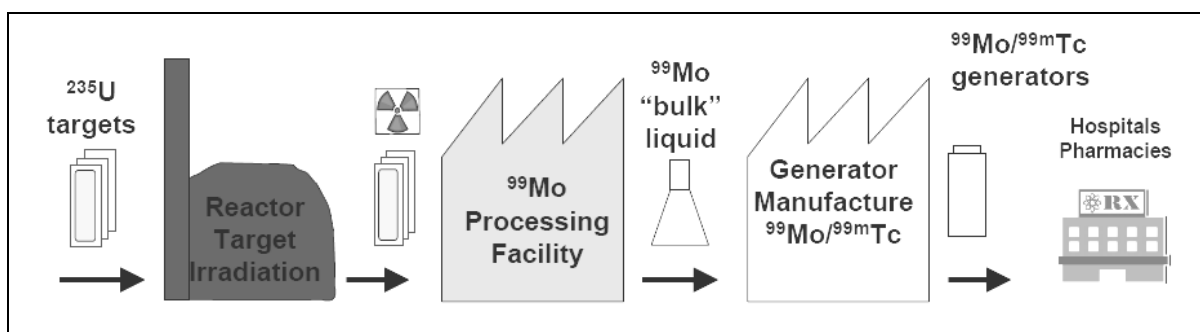 ²³⁵U
targets
Reactor
Target
Irradiation
⁹⁹Mo
Processing
Facility
⁹⁹Mo
“bulk”
liquid
Generator
Manufacture
⁹⁹Mo/⁹⁹ᵐTc
⁹⁹Mo/⁹⁹ᵐTc
generators
Hospitals
Pharmacies
RX